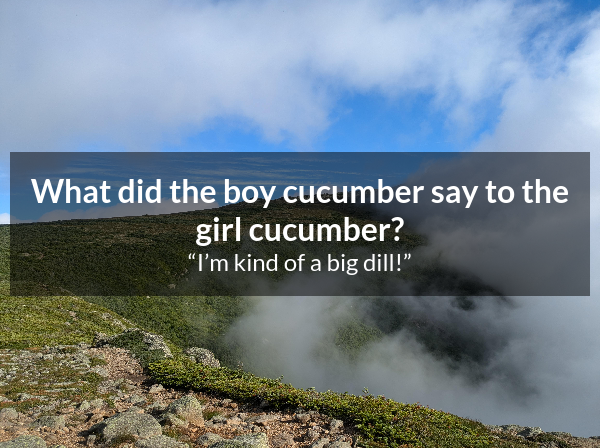 What did the boy cucumber say to the
girl cucumber?
“I’m kind of a big dill!”